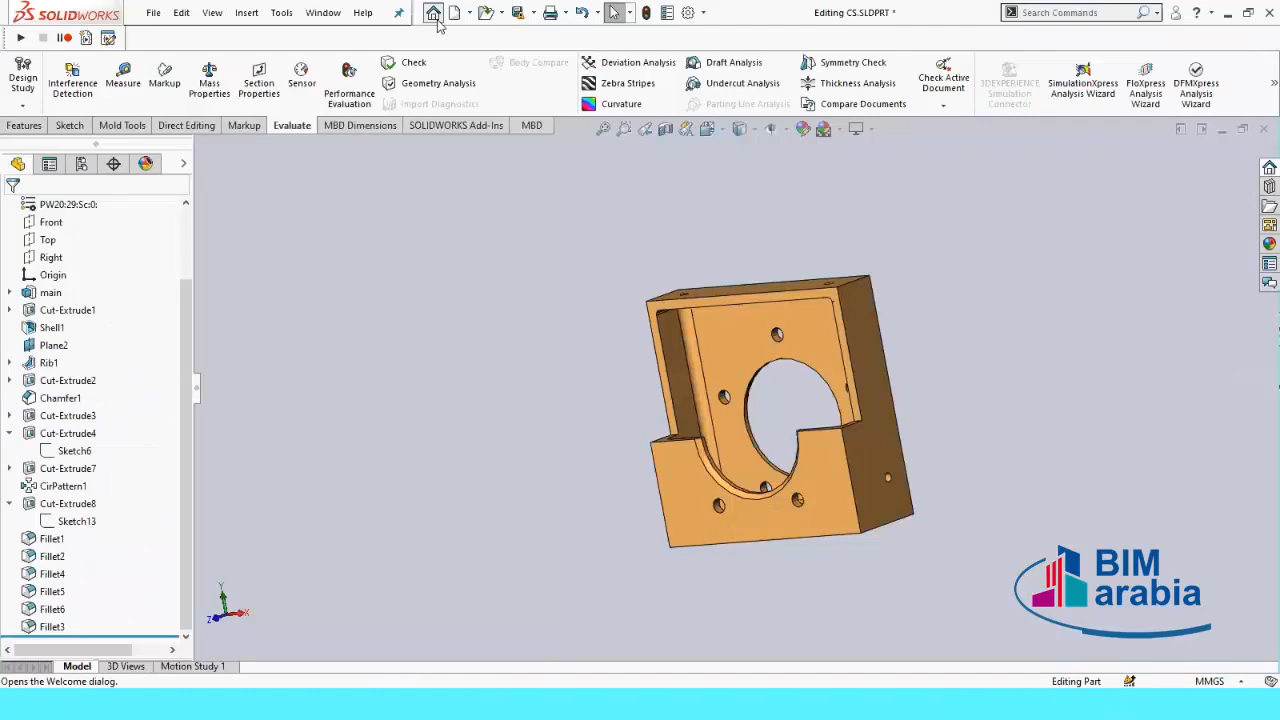 SOLIDWORKS File Edit View Insert Tools Window Help Editing CS.SLDPRT * Search Commands
Design Study
Interference Detection
Measure
Markup
Mass Properties
Section Properties
Sensor
Performance Evaluation
Check
Geometry Analysis
Import Diagnostics
Body Compare
Deviation Analysis
Zebra Stripes
Curvature
Draft Analysis
Undercut Analysis
Parting Line Analysis
Symmetry Check
Thickness Analysis
Compare Documents
Check Active Document
3DEXPERIENCE Simulation Connector
SimulationXpress Analysis Wizard
FloXpress Analysis Wizard
DFMXpress Analysis Wizard
Features Sketch Mold Tools Direct Editing Markup Evaluate MBD Dimensions SOLIDWORKS Add-Ins MBD
PW20:29:Sc:0:
Front
Top
Right
Origin
main
Cut-Extrude1
Shell1
Plane2
Rib1
Cut-Extrude2
Chamfer1
Cut-Extrude3
Cut-Extrude4
Sketch6
Cut-Extrude7
CirPattern1
Cut-Extrude8
Sketch13
Fillet1
Fillet2
Fillet4
Fillet5
Fillet6
Fillet3
Y
X
Z
BIM
arabia
Model 3D Views Motion Study 1
Opens the Welcome dialog. Editing Part MMGS